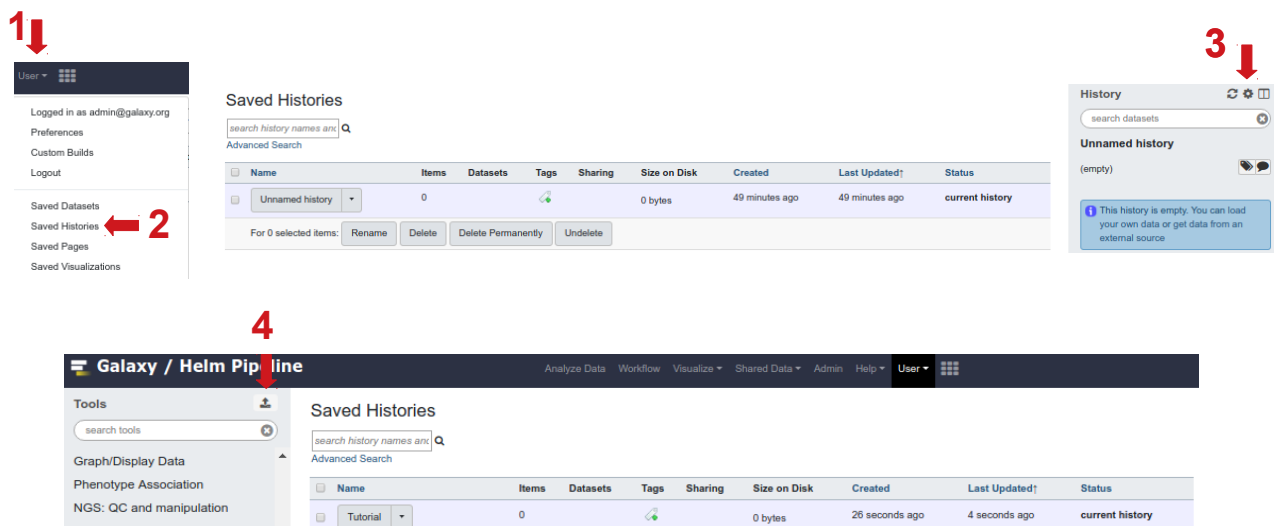 1
User
Logged in as admin@galaxy.org
Preferences
Custom Builds
Logout
Saved Datasets
Saved Histories
2
Saved Pages
Saved Visualizations
Saved Histories
search history names anc
Advanced Search
Name Items Datasets Tags Sharing Size on Disk Created Last Updated↑ Status
Unnamed history 0 0 bytes 49 minutes ago 49 minutes ago current history
For 0 selected items: Rename Delete Delete Permanently Undelete
3
History
search datasets
Unnamed history
(empty)
This history is empty. You can load
your own data or get data from an
external source
4
Galaxy / Helm Pipeline
Analyze Data Workflow Visualize Shared Data Admin Help User
Tools
search tools
Graph/Display Data
Phenotype Association
NGS: QC and manipulation
Saved Histories
search history names anc
Advanced Search
Name Items Datasets Tags Sharing Size on Disk Created Last Updated↑ Status
Tutorial 0 0 bytes 26 seconds ago 4 seconds ago current history